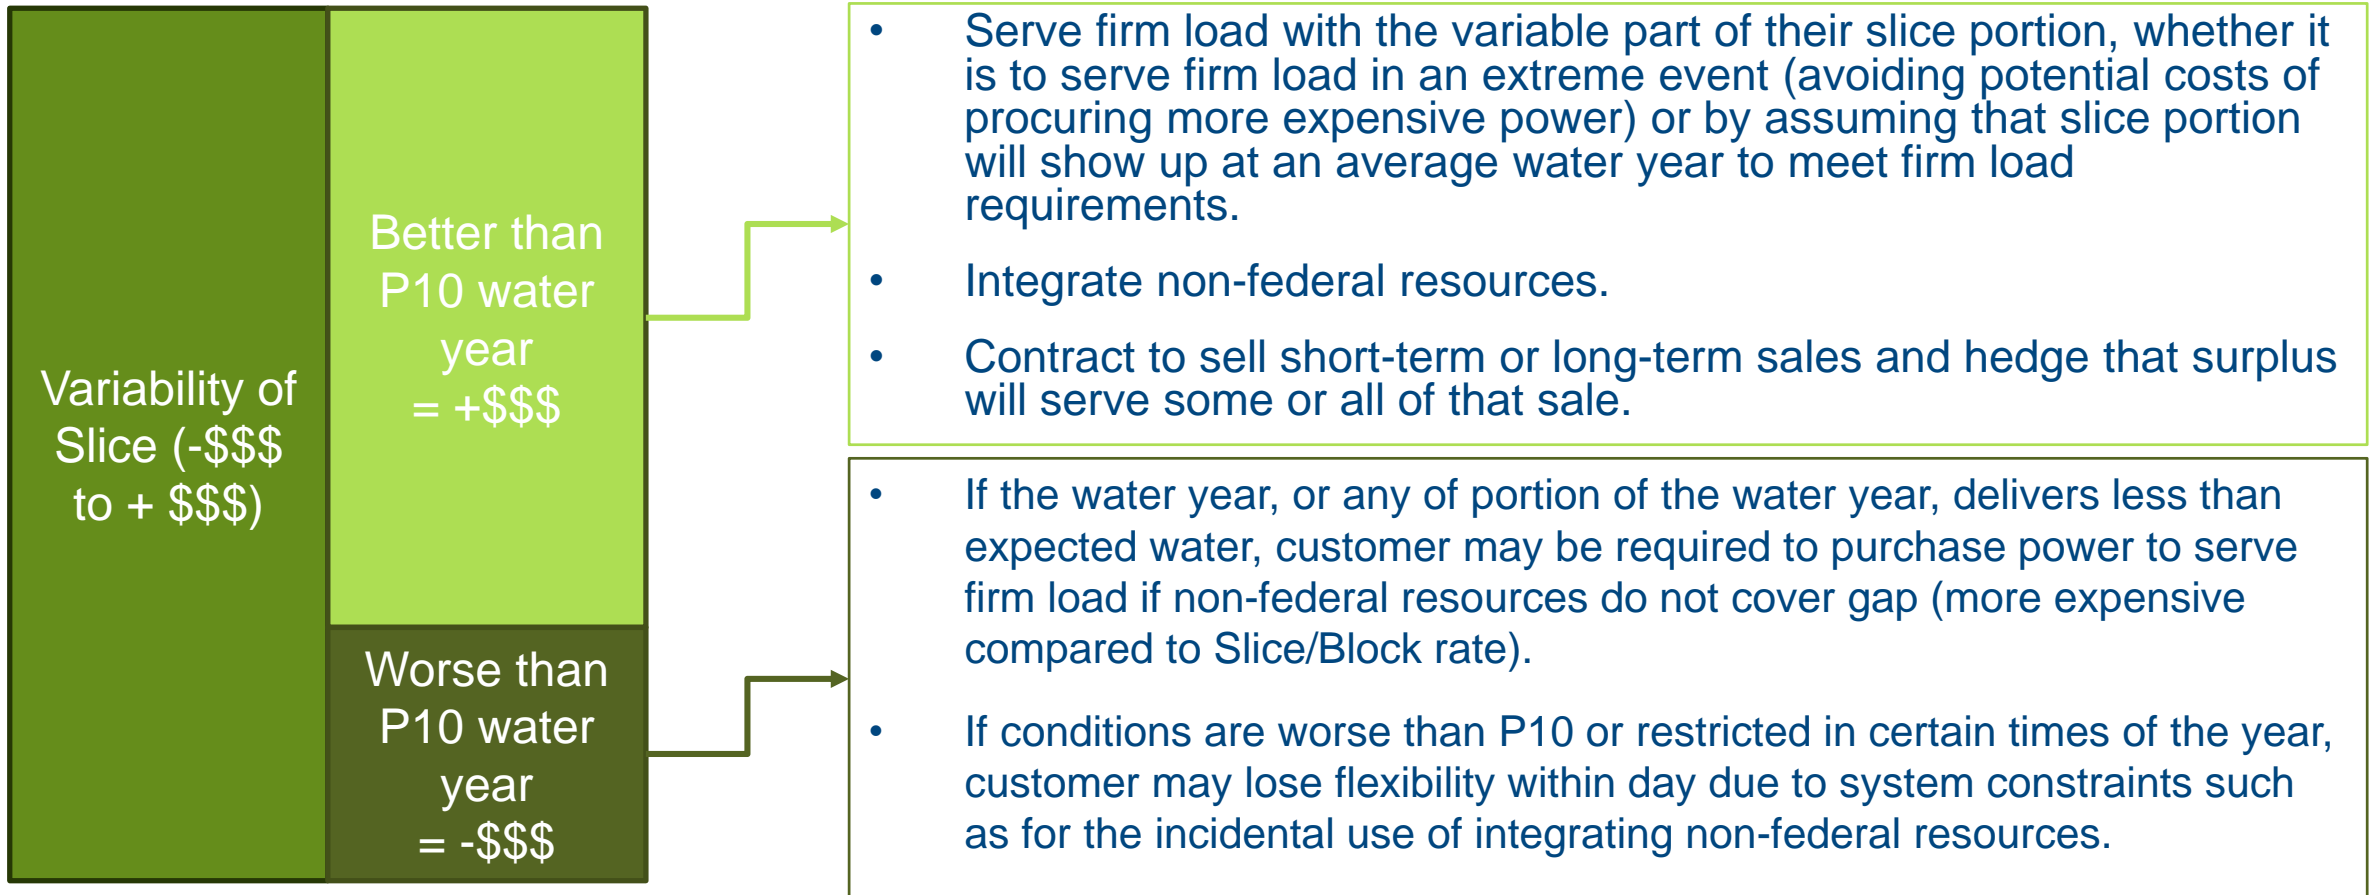 Variability of
Slice (-$$$
to + $$$)
Better than
P10 water
year
= +$$$
Worse than
P10 water
year
= -$$$
• Serve firm load with the variable part of their slice portion, whether it
is to serve firm load in an extreme event (avoiding potential costs of
procuring more expensive power) or by assuming that slice portion
will show up at an average water year to meet firm load
requirements.
• Integrate non-federal resources.
• Contract to sell short-term or long-term sales and hedge that surplus
will serve some or all of that sale.
• If the water year, or any of portion of the water year, delivers less than
expected water, customer may be required to purchase power to serve
firm load if non-federal resources do not cover gap (more expensive
compared to Slice/Block rate).
• If conditions are worse than P10 or restricted in certain times of the year,
customer may lose flexibility within day due to system constraints such
as for the incidental use of integrating non-federal resources.